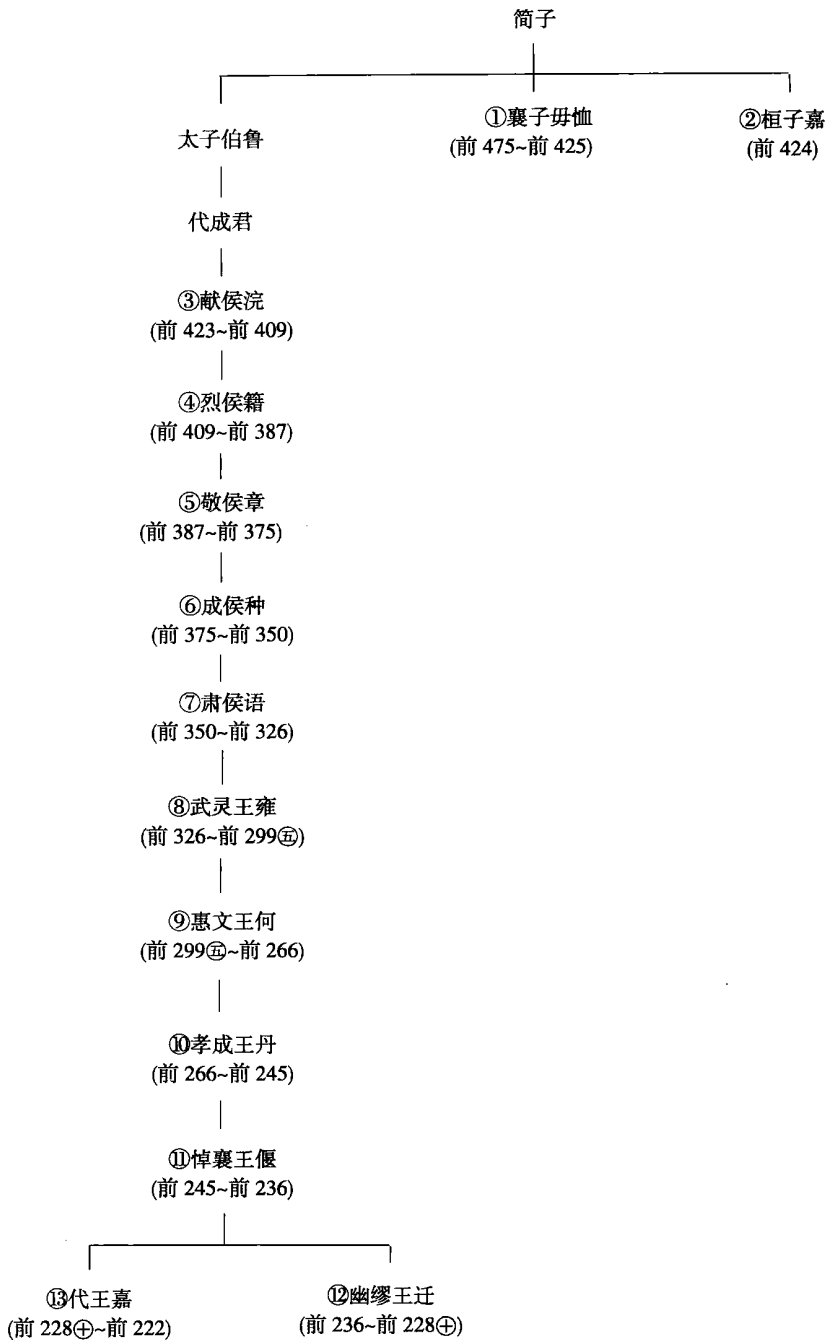 简子
太子伯鲁
①襄子毋恤
(前 475~前 425)
②桓子嘉
(前 424)
代成君
③献侯浣
(前 423~前 409)
④烈侯籍
(前 409~前 387)
⑤敬侯章
(前 387~前 375)
⑥成侯种
(前 375~前 350)
⑦肃侯语
(前 350~前 326)
⑧武灵王雍
(前 326~前 299㊄)
⑨惠文王何
(前 299㊄~前 266)
⑩孝成王丹
(前 266~前 245)
⑪悼襄王偃
(前 245~前 236)
⑬代王嘉
(前 228㊉~前 222)
⑫幽缪王迁
(前 236~前 228㊉)